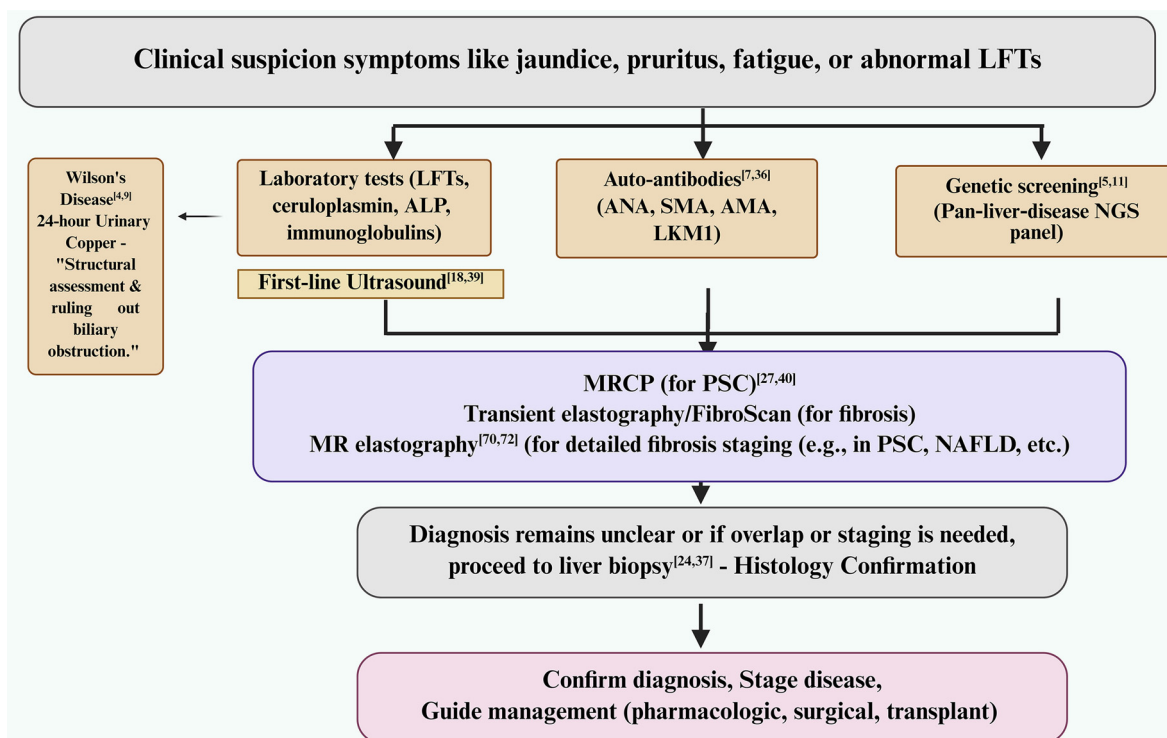 Clinical suspicion symptoms like jaundice, pruritus, fatigue, or abnormal LFTs
Wilson's
Disease[4,9]
24-hour Urinary
Copper -
"Structural
assessment &
ruling out
biliary
obstruction."
Laboratory tests (LFTs,
ceruloplasmin, ALP,
immunoglobulins)
First-line Ultrasound[18,39]
Auto-antibodies[7,36]
(ANA, SMA, AMA,
LKM1)
Genetic screening[5,11]
(Pan-liver-disease NGS
panel)
MRCP (for PSC)[27,40]
Transient elastography/FibroScan (for fibrosis)
MR elastography[70,72] (for detailed fibrosis staging (e.g., in PSC, NAFLD, etc.)
Diagnosis remains unclear or if overlap or staging is needed,
proceed to liver biopsy[24,37] - Histology Confirmation
Confirm diagnosis, Stage disease,
Guide management (pharmacologic, surgical, transplant)